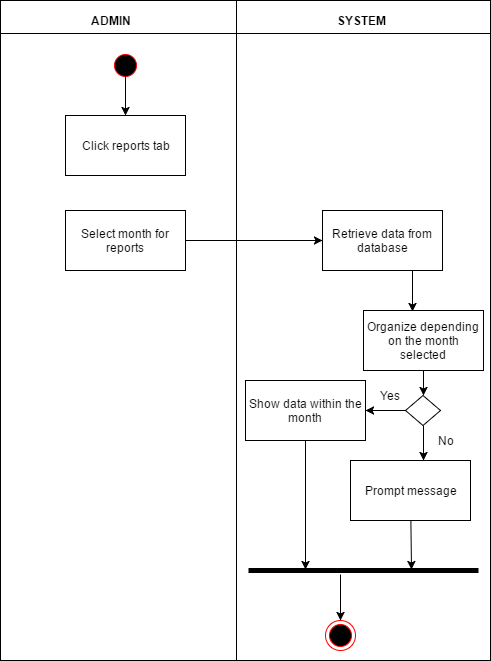 ADMIN
SYSTEM
Click reports tab
Select month for
reports
Retrieve data from
database
Organize depending
on the month
selected
Yes
Show data within the
month
No
Prompt message